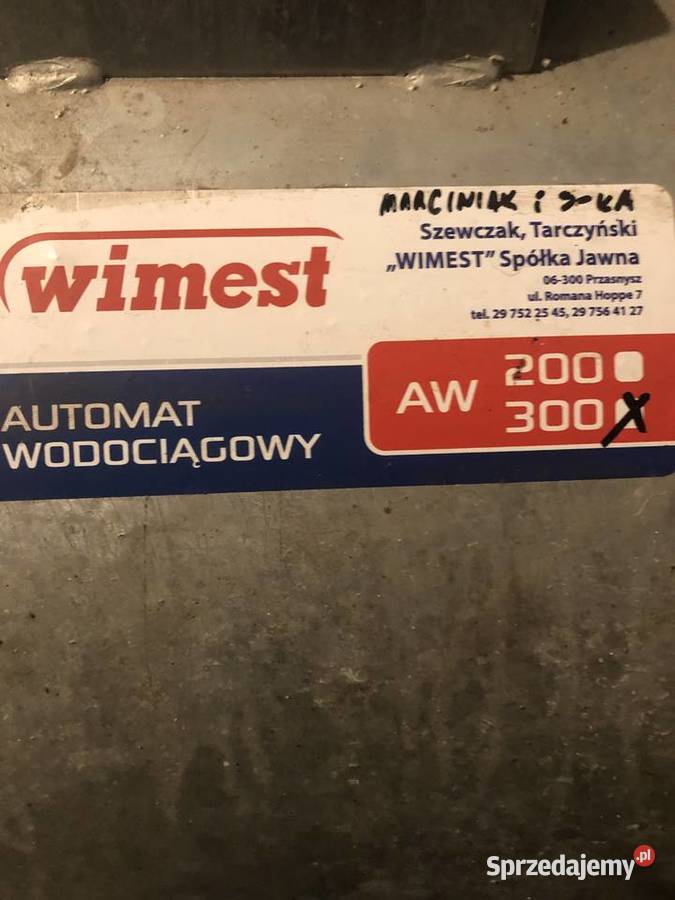 MARCINIAK i S-KA
Szewczak, Tarczyński
„WIMEST” Spółka Jawna
06-300 Przasnysz
ul. Romana Hoppe 7
tel. 29 752 25 45, 29 756 41 27
wimest
AUTOMAT
WODOCIĄGOWY
AW
200
300 X
Sprzedajemy.pl